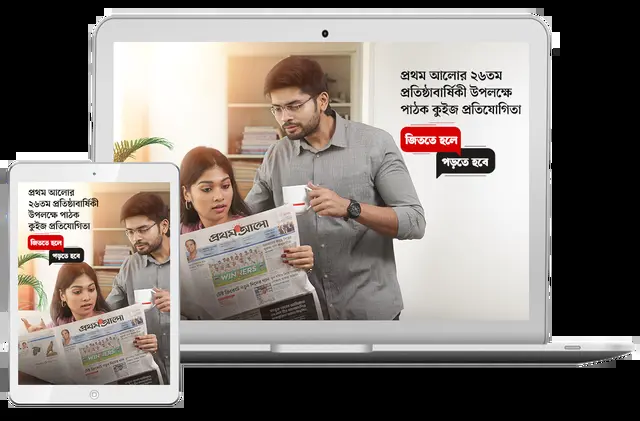 প্রথম আলোর ২৬তম
প্রতিষ্ঠাবার্ষিকী উপলক্ষে
পাঠক কুইজ প্রতিযোগিতা
জিততে হলে
পড়তে হবে
প্রথম আলো
WINNERS
প্রথম আলোর
২৬তম প্রতিষ্ঠাবার্ষিকী
উপলক্ষে পাঠক
কুইজ প্রতিযোগিতা
জিততে হলে
পড়তে হবে
প্রথম আলো
WINNERS